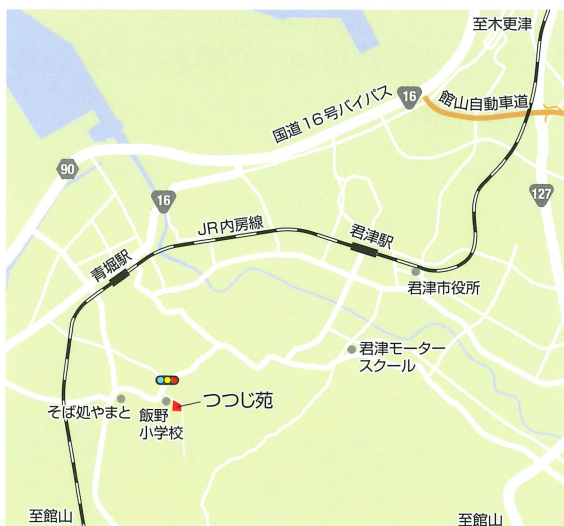 至木更津
16
館山自動車道
国道16号バイパス
90
16
127
JR内房線
君津駅
青堀駅
君津市役所
君津モーター
スクール
つつじ苑
そば処やまと
飯野
小学校
至館山
至館山